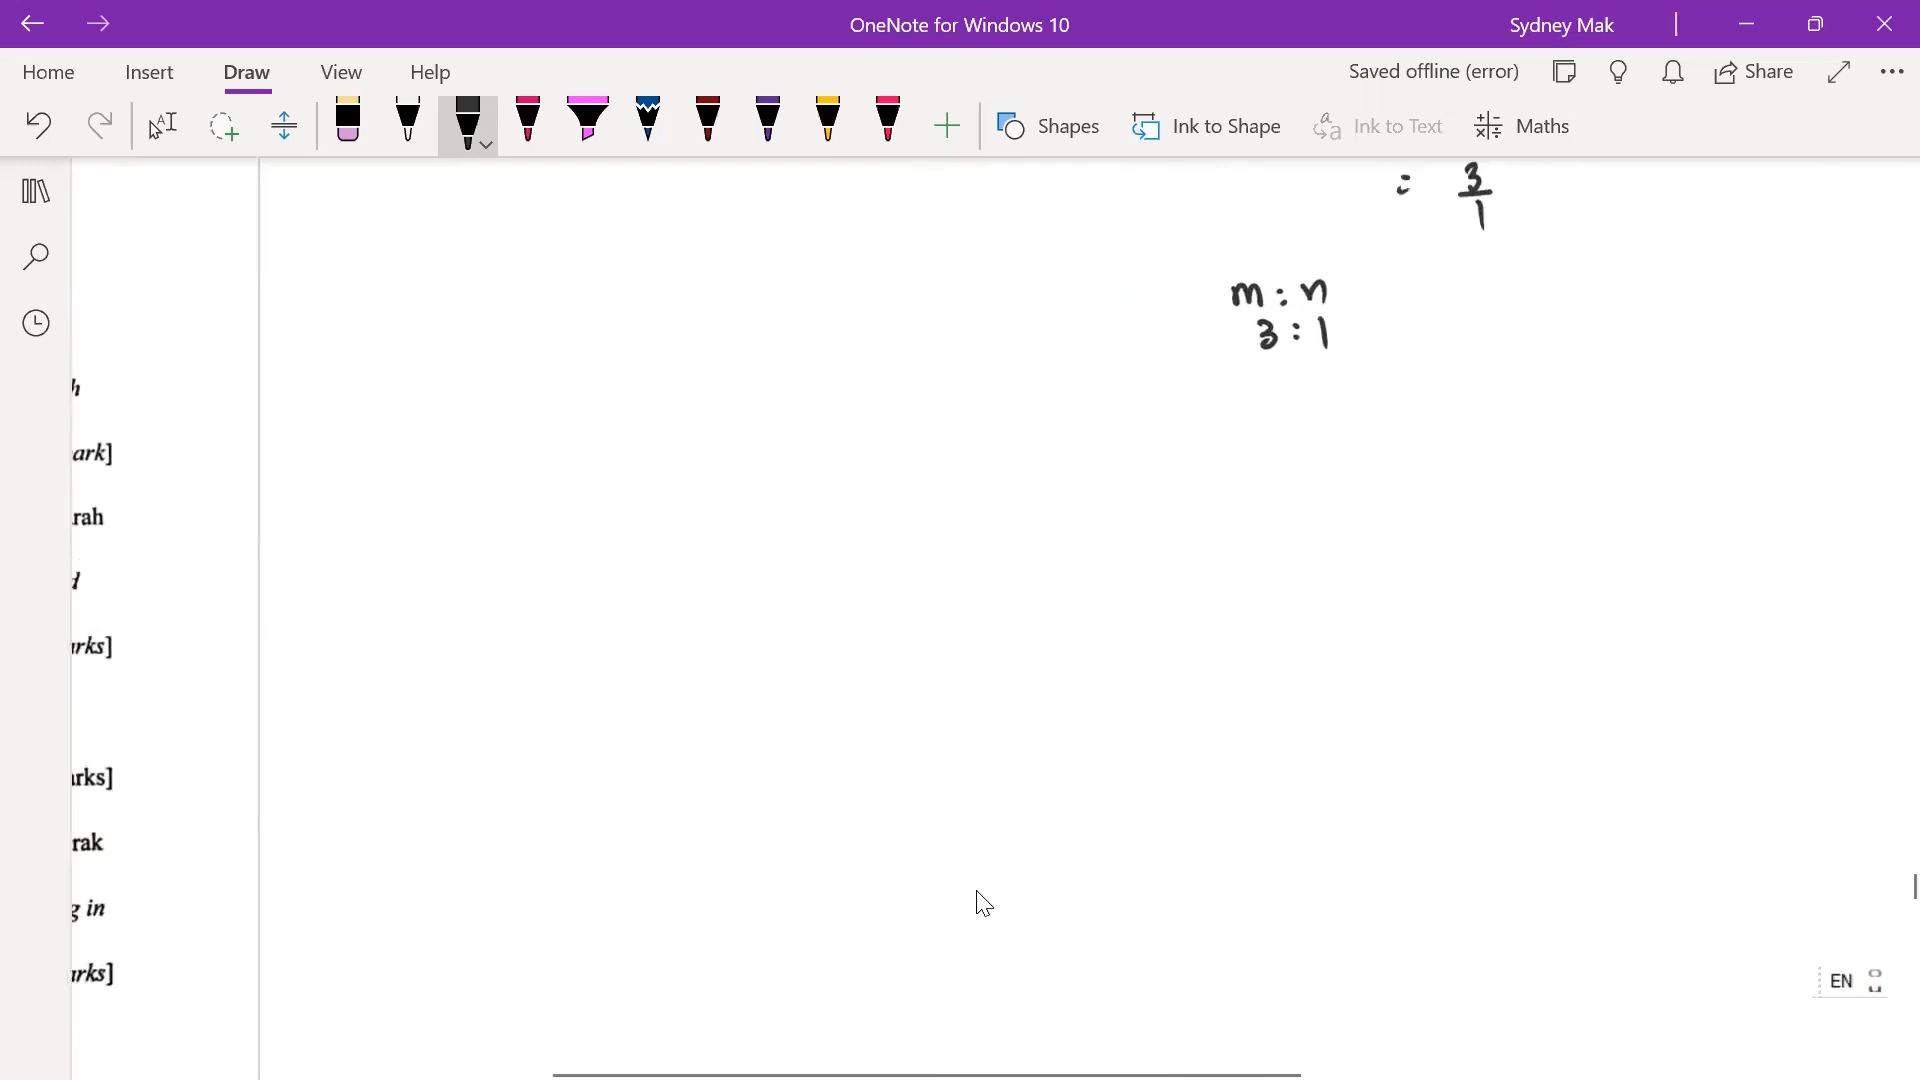 OneNote for Windows 10
Sydney Mak
Home Insert Draw View Help
Saved offline (error) Share
Shapes Ink to Shape Ink to Text Maths
= 3
1
m : n
3 : 1
h
ark]
rah
d
rks]
rks]
rak
g in
rks]
EN